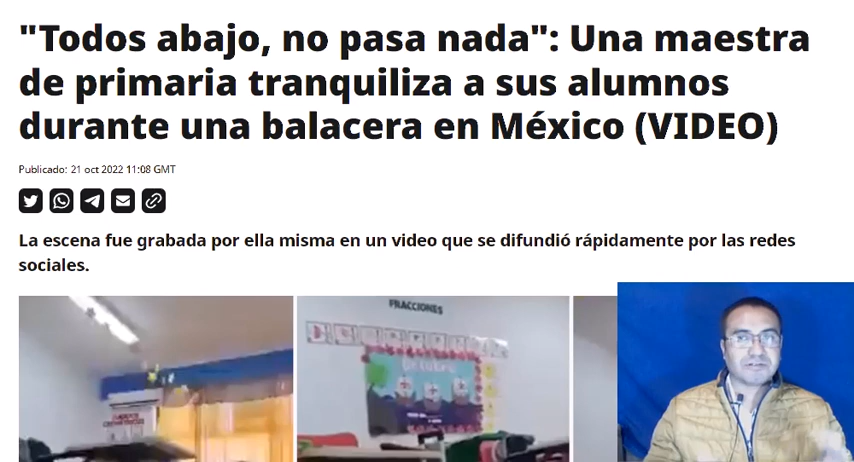 "Todos abajo, no pasa nada": Una maestra
de primaria tranquiliza a sus alumnos
durante una balacera en México (VIDEO)
Publicado: 21 oct 2022 11:08 GMT
La escena fue grabada por ella misma en un video que se difundió rápidamente por las redes
sociales.
FRACCIONES
Octubre